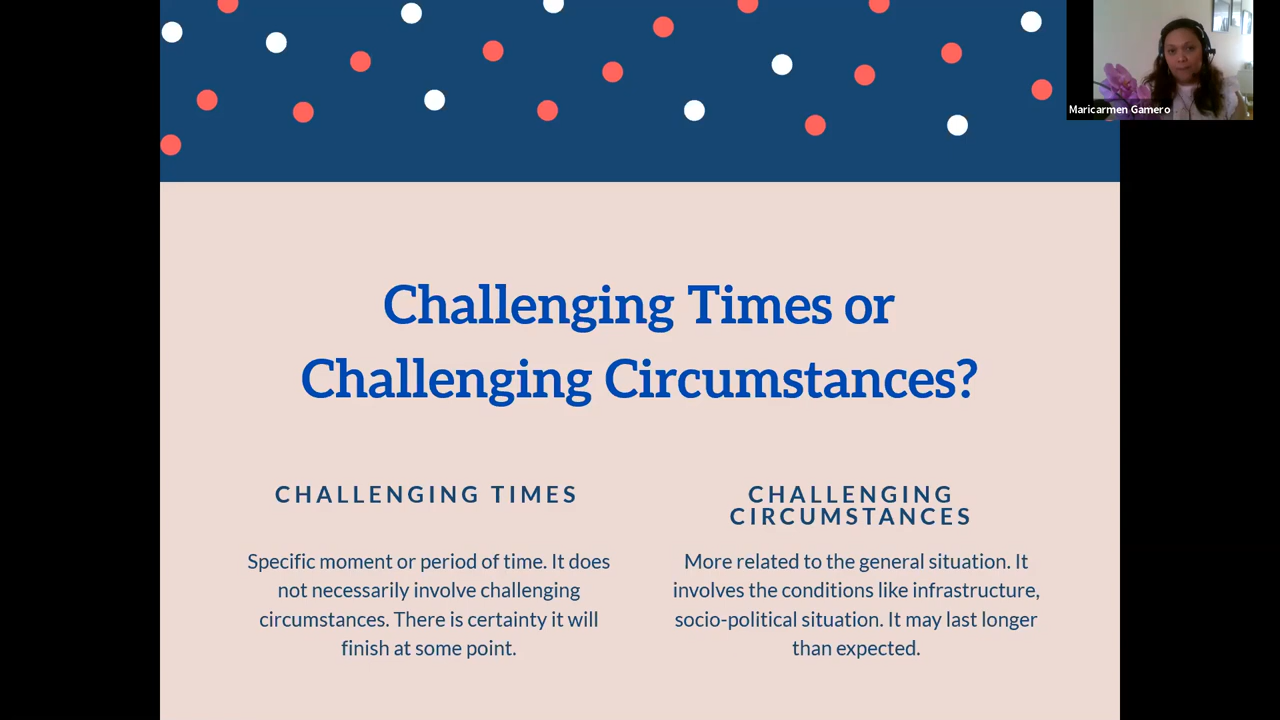 Maricarmen Gamero
Challenging Times or
Challenging Circumstances?
CHALLENGING TIMES
Specific moment or period of time. It does
not necessarily involve challenging
circumstances. There is certainty it will
finish at some point.
CHALLENGING
CIRCUMSTANCES
More related to the general situation. It
involves the conditions like infrastructure,
socio-political situation. It may last longer
than expected.